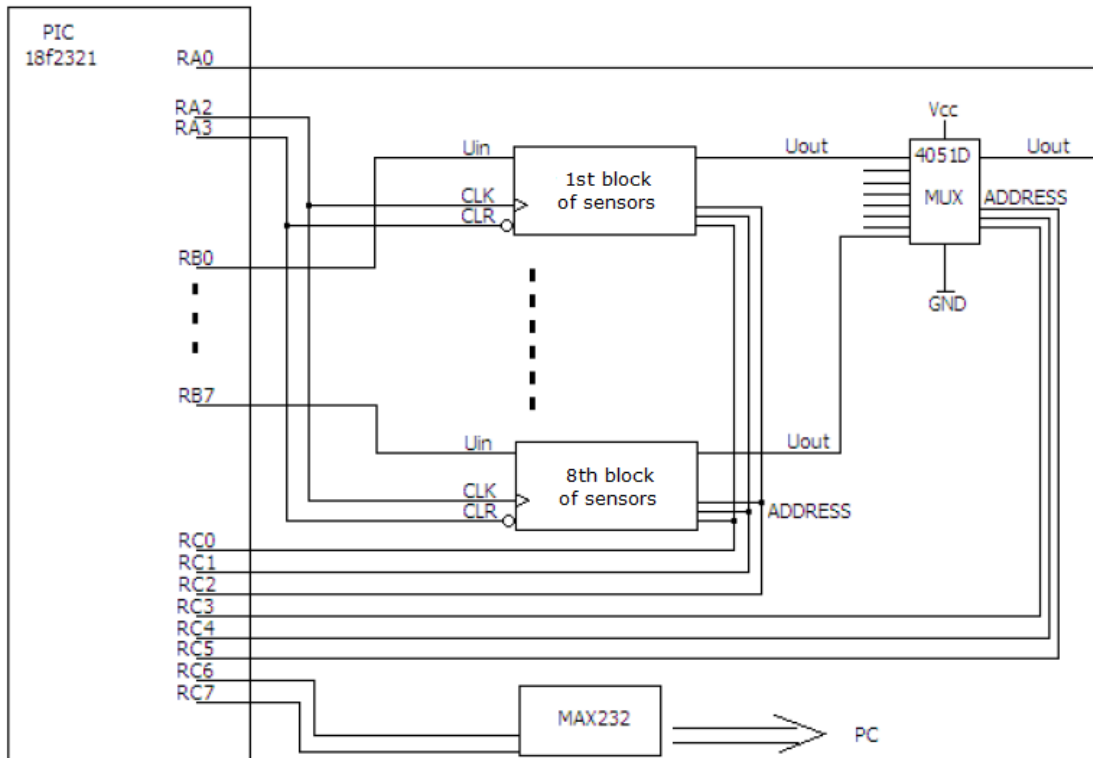 PIC
18f2321
RA0
RA2
RA3
Vcc
Uin
Uout
4051D
Uout
1st block
of sensors
CLK
CLR
MUX
ADDRESS
RB0
GND
RB7
Uin
Uout
8th block
of sensors
CLK
CLR
ADDRESS
RC0
RC1
RC2
RC3
RC4
RC5
RC6
RC7
MAX232
PC